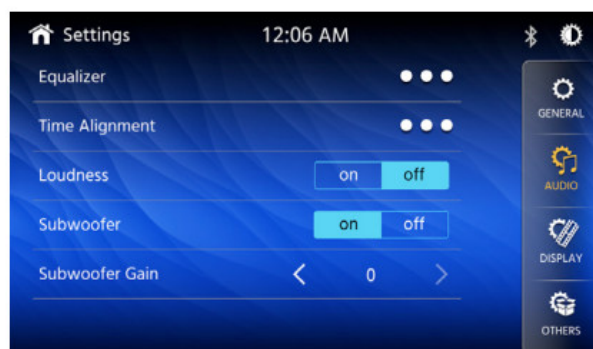 Settings 12:06 AM
Equalizer
Time Alignment
Loudness on off
Subwoofer on off
Subwoofer Gain 0
GENERAL
AUDIO
DISPLAY
OTHERS